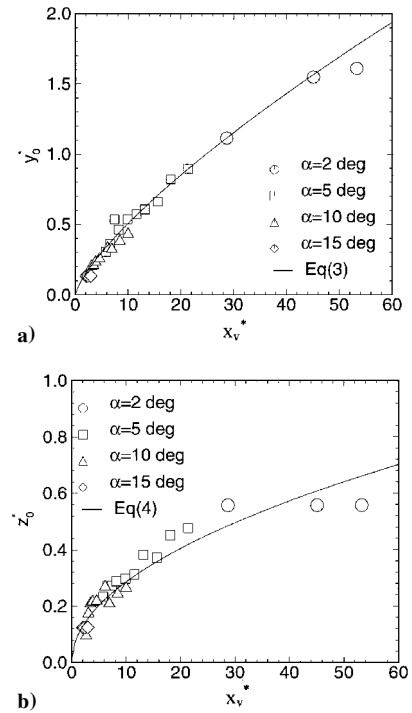 2.0
1.5
1.0
0.5
0.0
y₀*
α=2 deg
α=5 deg
α=10 deg
α=15 deg
Eq(3)
0 10 20 30 40 50 60
a)
xᵥ*
1.0
0.8
0.6
0.4
0.2
0.0
z₀*
α=2 deg
α=5 deg
α=10 deg
α=15 deg
Eq(4)
0 10 20 30 40 50 60
b)
xᵥ*